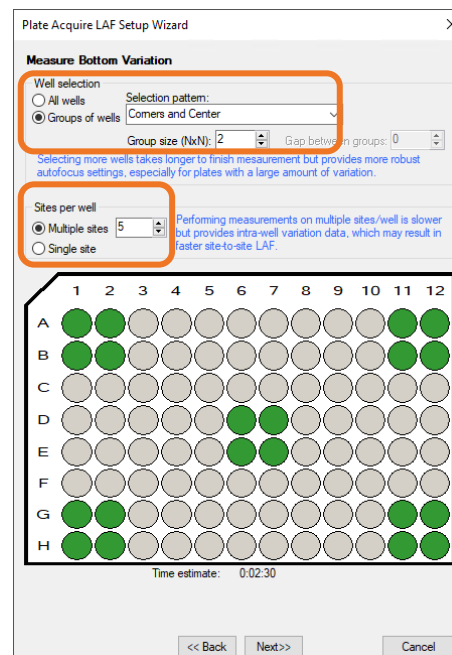 Plate Acquire LAF Setup Wizard
Measure Bottom Variation
Well selection
All wells
Selection pattern:
Groups of wells
Corners and Center
Group size (NxN): 2 Gap between groups: 0
Selecting more wells takes longer to finish mesaurement but provides more robust
autofocus settings, especially for plates with a large amount of variation.
Sites per well
Multiple sites 5
Single site
Performing measurements on multiple sites/well is slower
but provides intra-well variation data, which may result in
faster site-to-site LAF.
1 2 3 4 5 6 7 8 9 10 11 12
A
B
C
D
E
F
G
H
Time estimate: 0:02:30
<< Back Next>> Cancel